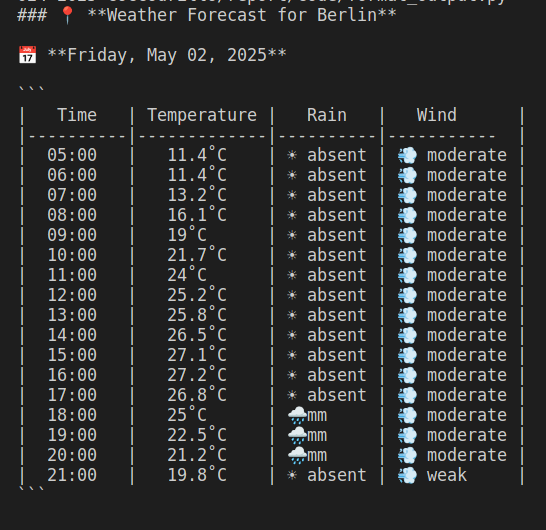 ### 📍 **Weather Forecast for Berlin**
📅 **Friday, May 02, 2025**
```
|   Time   | Temperature |   Rain   |   Wind      |
|----------|-------------|----------|-----------  |
|  05:00   |   11.4°C    | ☀ absent | 💨 moderate |
|  06:00   |   11.4°C    | ☀ absent | 💨 moderate |
|  07:00   |   13.2°C    | ☀ absent | 💨 moderate |
|  08:00   |   16.1°C    | ☀ absent | 💨 moderate |
|  09:00   |   19°C      | ☀ absent | 💨 moderate |
|  10:00   |   21.7°C    | ☀ absent | 💨 moderate |
|  11:00   |   24°C      | ☀ absent | 💨 moderate |
|  12:00   |   25.2°C    | ☀ absent | 💨 moderate |
|  13:00   |   25.8°C    | ☀ absent | 💨 moderate |
|  14:00   |   26.5°C    | ☀ absent | 💨 moderate |
|  15:00   |   27.1°C    | ☀ absent | 💨 moderate |
|  16:00   |   27.2°C    | ☀ absent | 💨 moderate |
|  17:00   |   26.8°C    | ☀ absent | 💨 moderate |
|  18:00   |   25°C      | 🌧️mm     | 💨 moderate |
|  19:00   |   22.5°C    | 🌧️mm     | 💨 moderate |
|  20:00   |   21.2°C    | 🌧️mm     | 💨 moderate |
|  21:00   |   19.8°C    | ☀ absent | 💨 weak     |
```